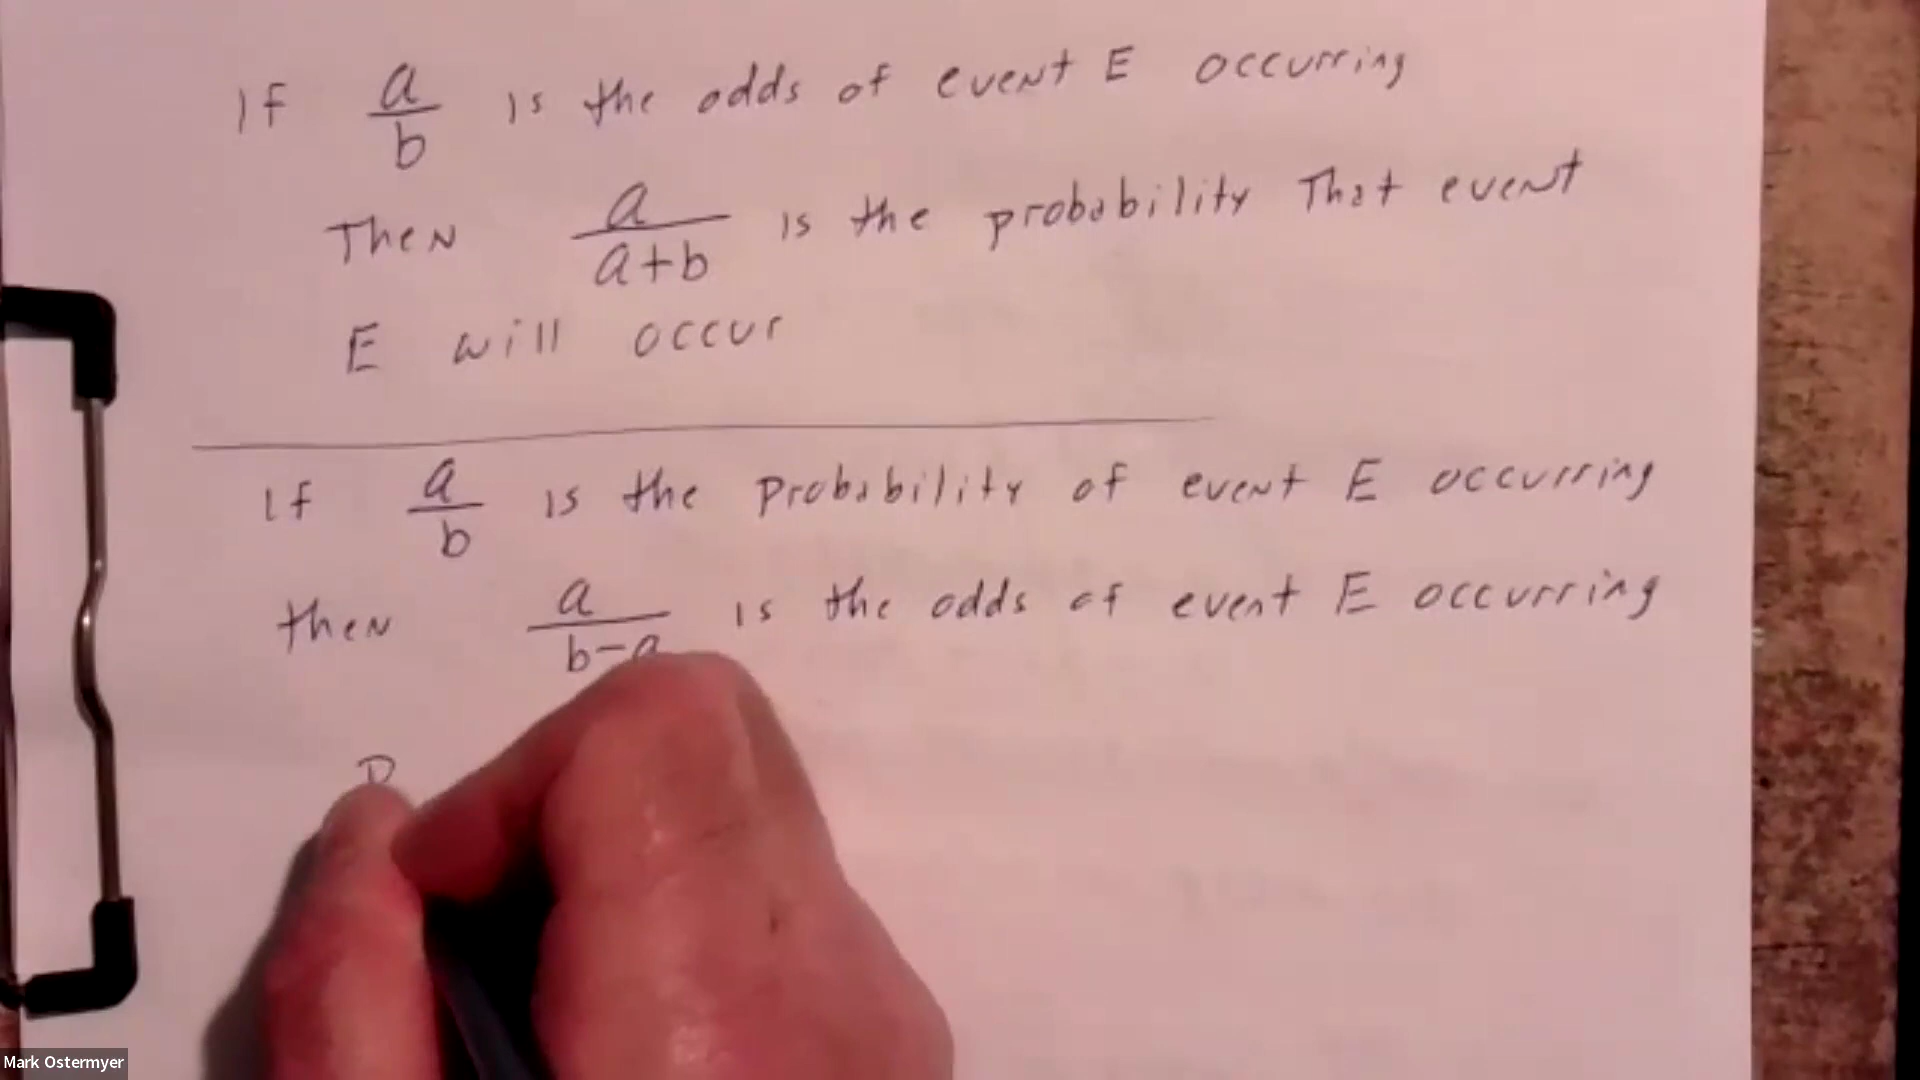 If a/b is the odds of event E occurring
Then a/a+b is the probability That event
E will occur
If a/b is the Probability of event E occurring
then a/b-a is the odds of event E occurring
P
Mark Ostermyer